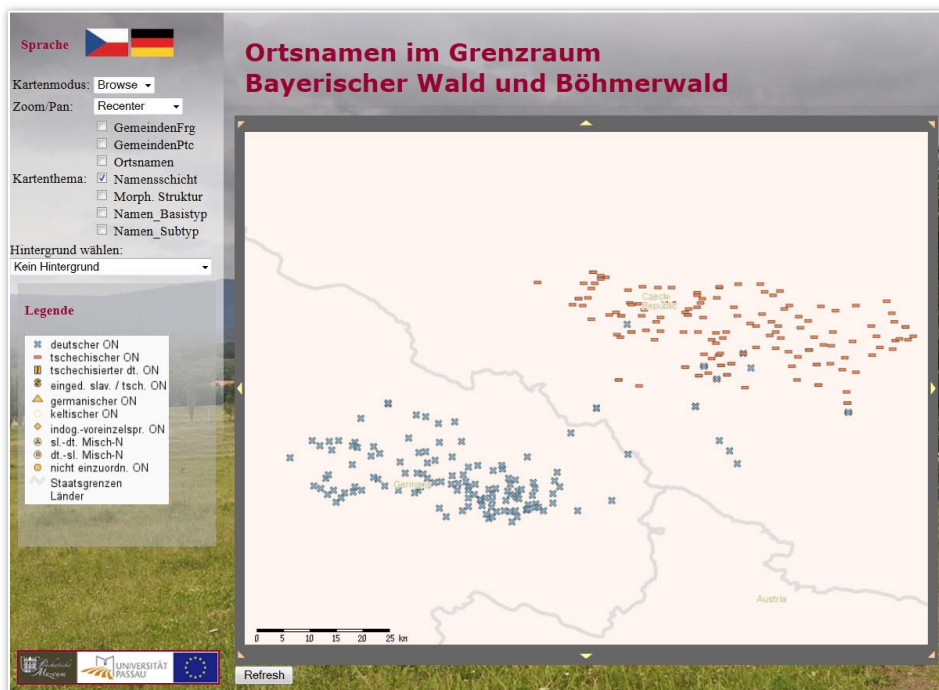 Sprache
Ortsnamen im Grenzraum
Bayerischer Wald und Böhmerwald
Kartenmodus: Browse
Zoom/Pan: Recenter
GemeindenFrg
GemeindenPtc
Ortsnamen
Kartenthema: Namensschicht
Morph. Struktur
Namen_Basistyp
Namen_Subtyp
Hintergrund wählen:
Kein Hintergrund
Legende
deutscher ON
tschechischer ON
tschechisierter dt. ON
einged. slav. / tsch. ON
germanischer ON
keltischer ON
indog.-voreinzelspr. ON
sl.-dt. Misch-N
dt.-sl. Misch-N
nicht einzuordn. ON
Staatsgrenzen
Länder
Czech
Republic
Germany
Austria
0 5 10 15 20 25 km
UNIVERSITÄT
PASSAU
Refresh